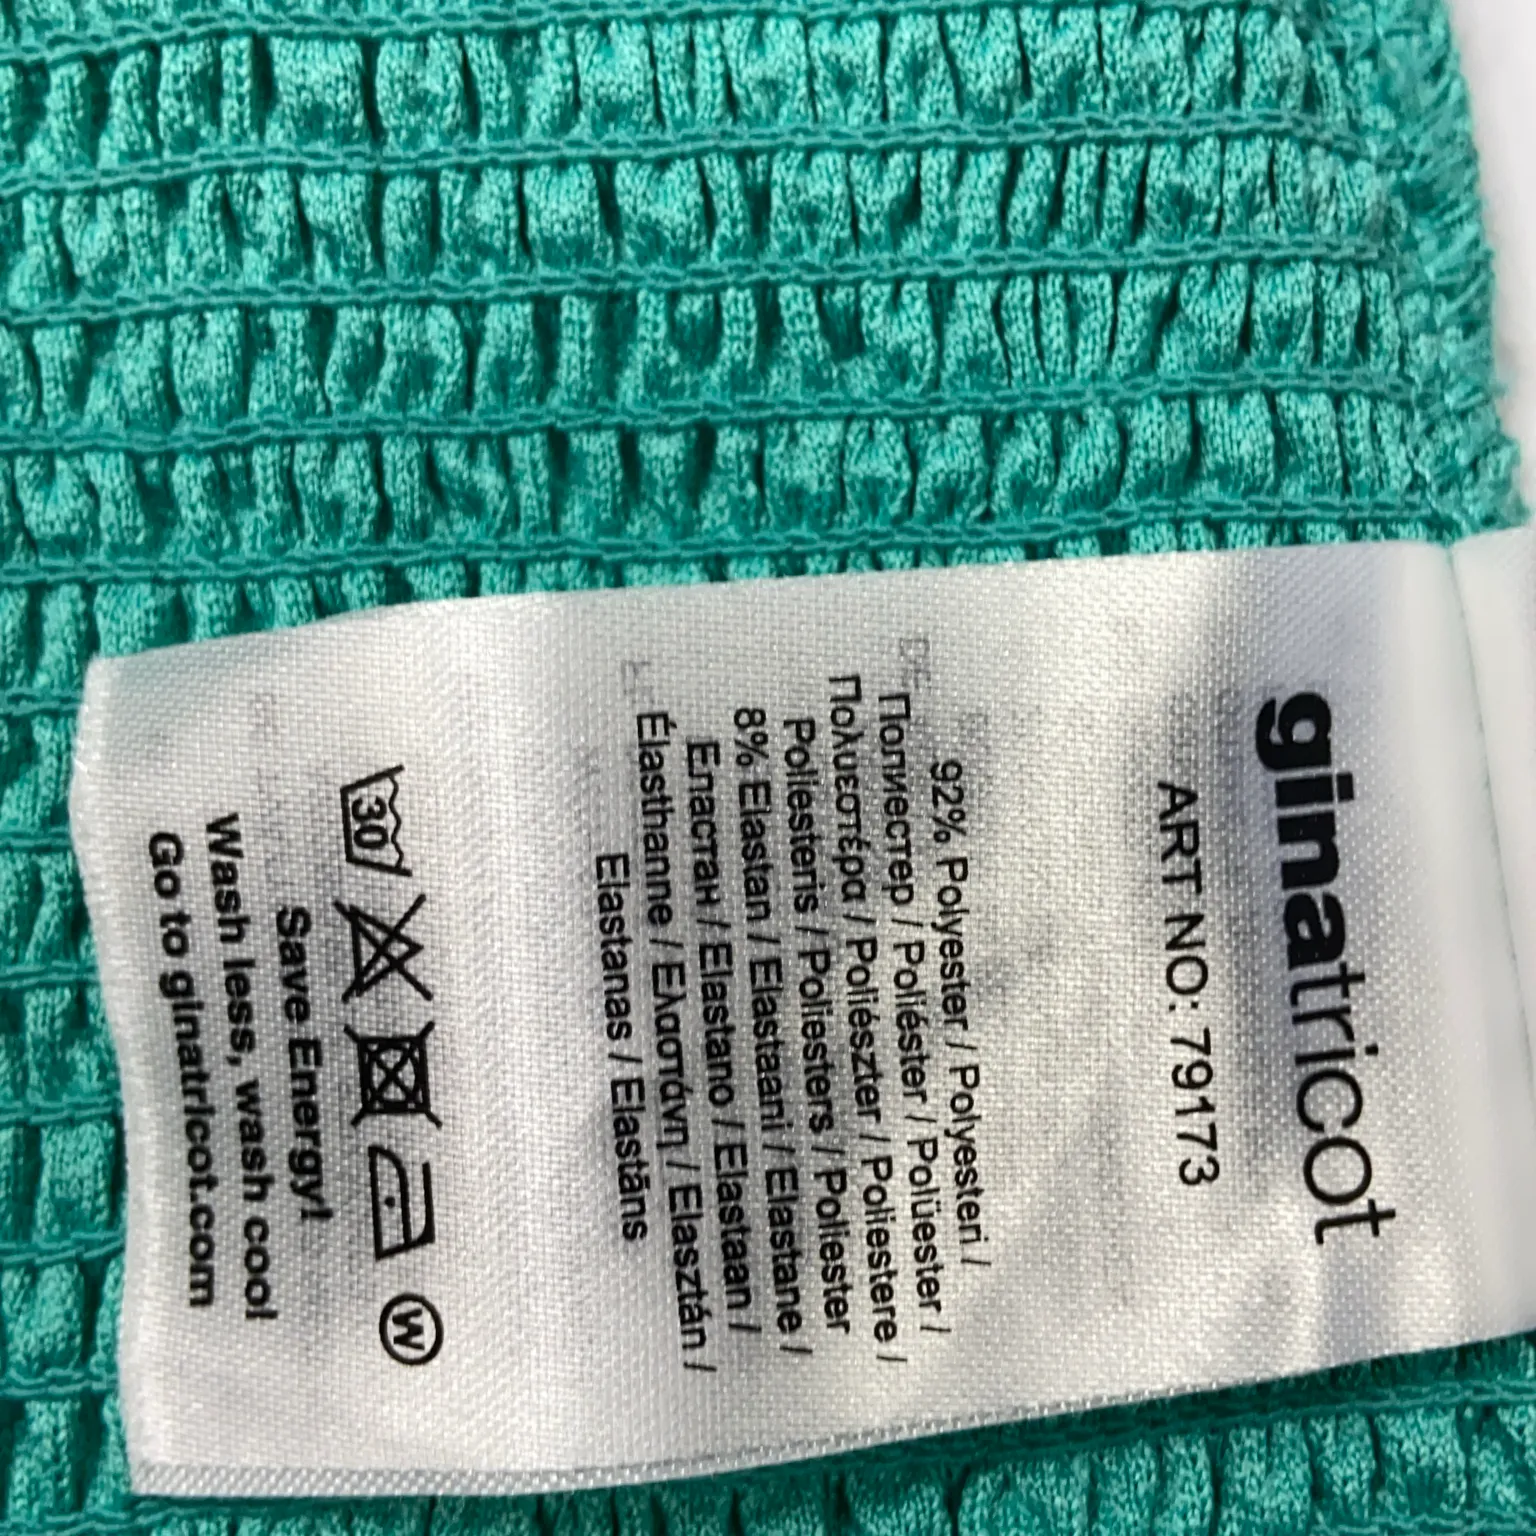 ginatricot
ART NO: 79173
92% Polyester / Polyesteri /
Полиестер / Poliéster / Polüester /
Πολυεστέρα / Poliészter / Poliestere /
Poliesteris / Poliesters / Poliester
8% Elastan / Elastaani / Elastane /
Еластан / Elastano / Elastaan /
Élasthanne / Ελαστάνη / Elasztán /
Elastanas / Elastāns
30
W
Save Energy!
Wash less, wash cool
Go to ginatricot.com